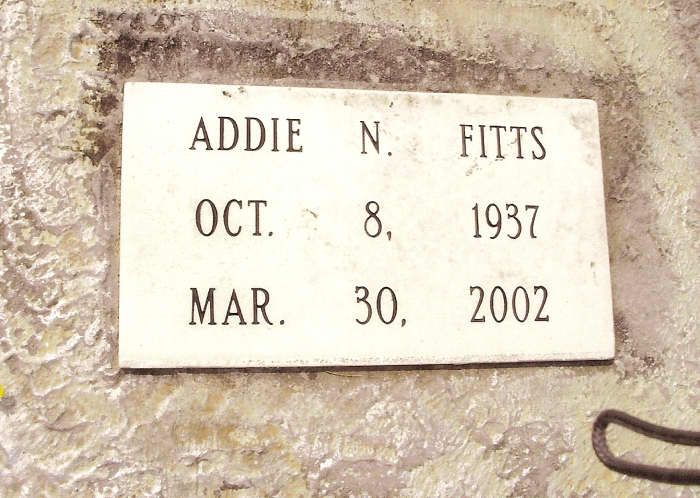 ADDIE N. FITTS
OCT. 8, 1937
MAR. 30, 2002